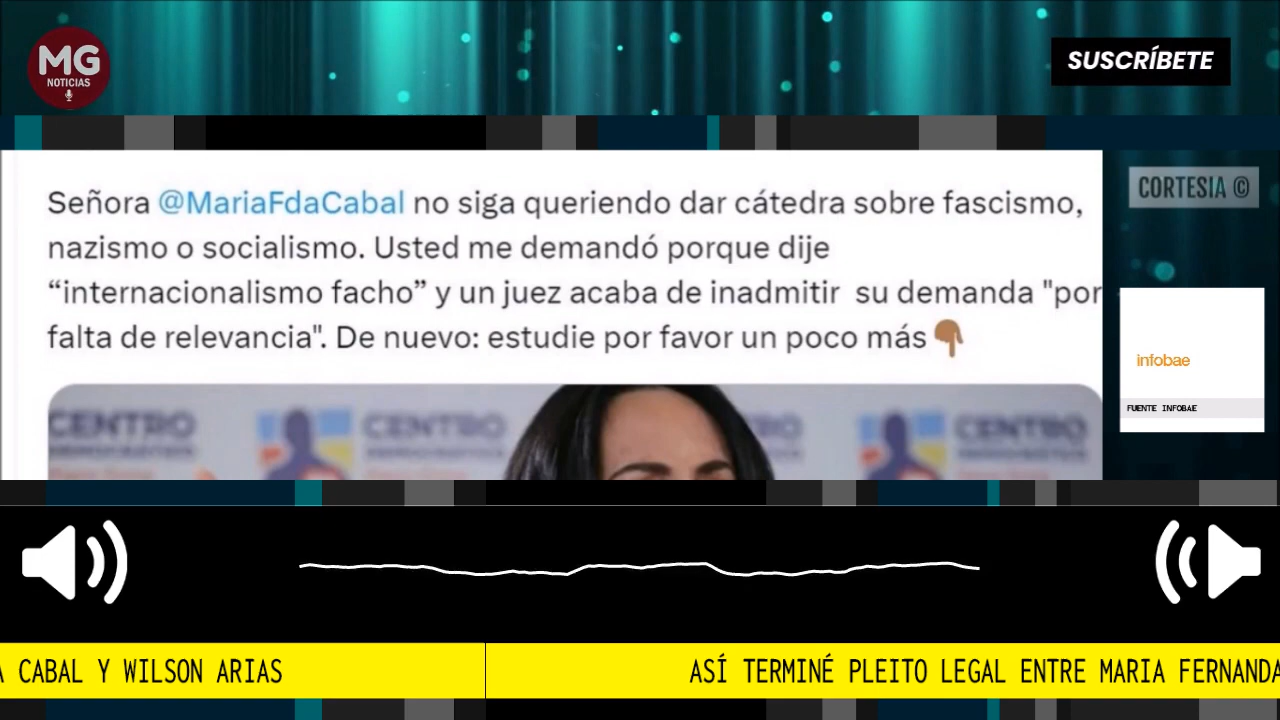 MG
NOTICIAS
SUSCRÍBETE
CORTESIA ©
Señora @MariaFdaCabal no siga queriendo dar cátedra sobre fascismo,
nazismo o socialismo. Usted me demandó porque dije
“internacionalismo facho” y un juez acaba de inadmitir su demanda "por
falta de relevancia". De nuevo: estudie por favor un poco más👇🏾
infobae
FUENTE INFOBAE
CENTRO
CENTRO
CENTRO
A CABAL Y WILSON ARIAS
ASÍ TERMINÉ PLEITO LEGAL ENTRE MARIA FERNANDA